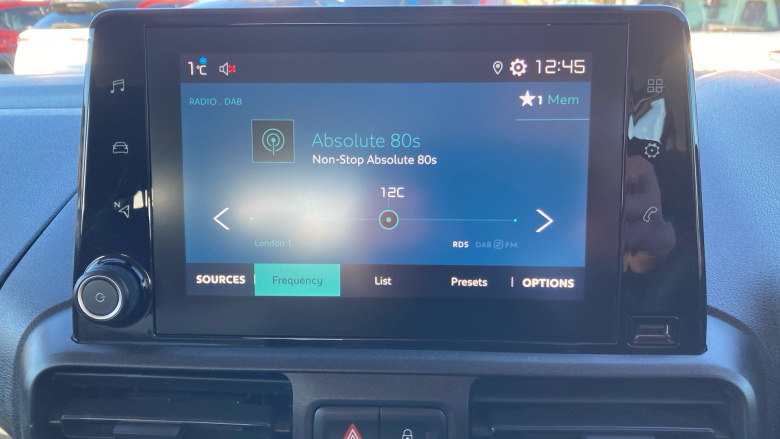 1°C 12:45
RADIO . DAB 1 Mem
Absolute 80s
Non-Stop Absolute 80s
12C
London 1 RDS DAB FM
SOURCES Frequency List Presets OPTIONS
N